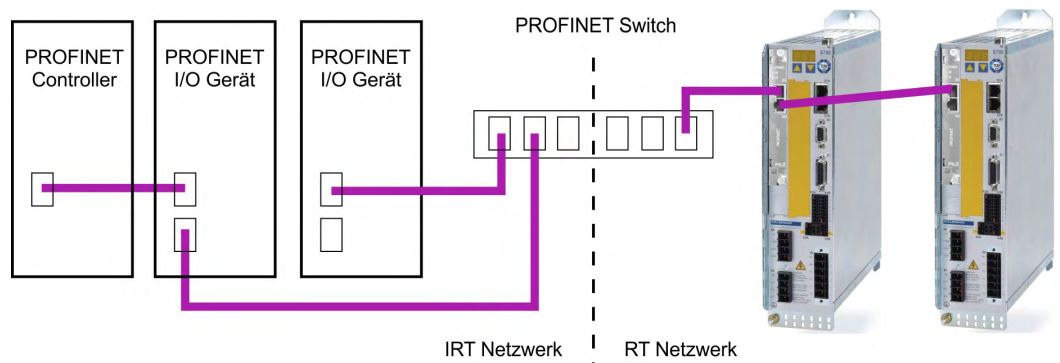 PROFINET
Controller
PROFINET
I/O Gerät
PROFINET
I/O Gerät
PROFINET Switch
IRT Netzwerk
RT Netzwerk